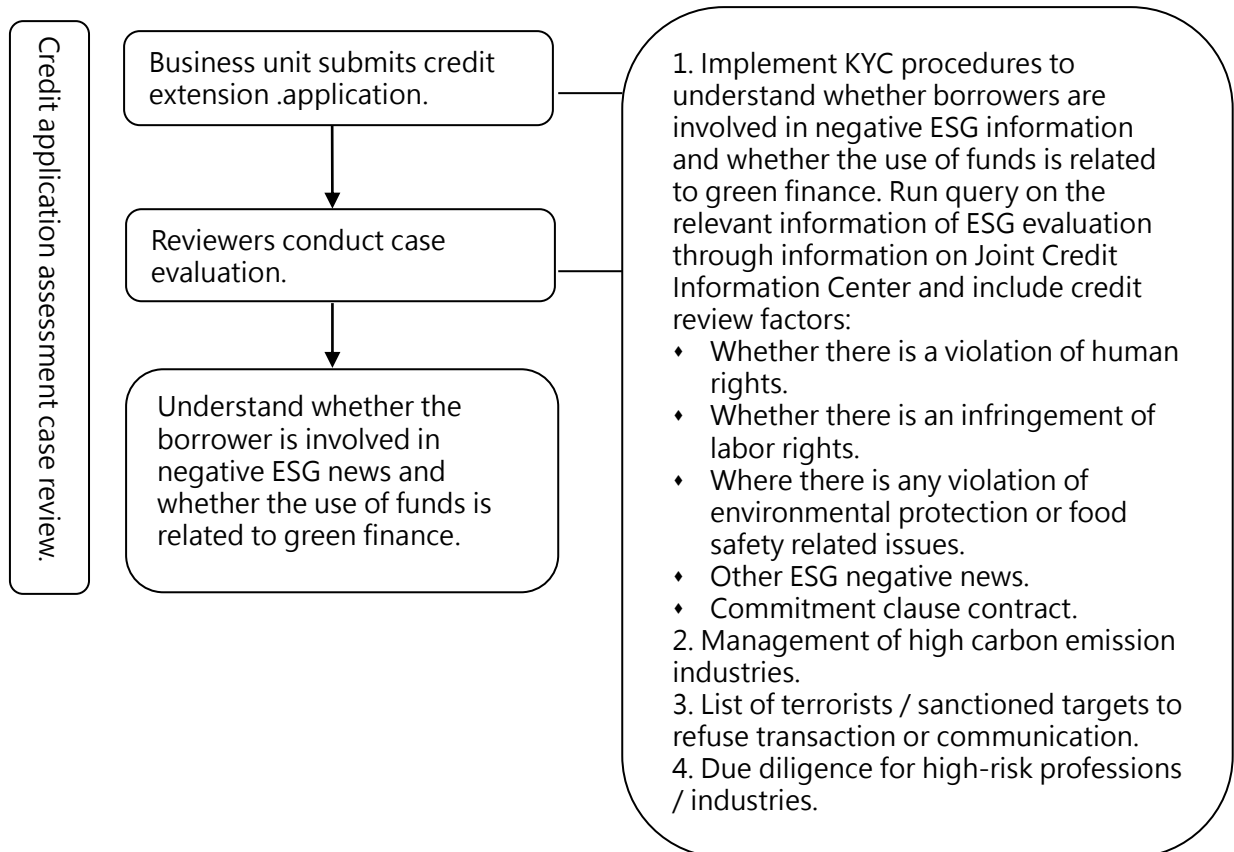 Credit application assessment case review.
Business unit submits credit
extension .application.
Reviewers conduct case
evaluation.
Understand whether the
borrower is involved in
negative ESG news and
whether the use of funds is
related to green finance.
1. Implement KYC procedures to
understand whether borrowers are
involved in negative ESG information
and whether the use of funds is related
to green finance. Run query on the
relevant information of ESG evaluation
through information on Joint Credit
Information Center and include credit
review factors:
⬧ Whether there is a violation of human
rights.
⬧ Whether there is an infringement of
labor rights.
⬧ Where there is any violation of
environmental protection or food
safety related issues.
⬧ Other ESG negative news.
⬧ Commitment clause contract.
2. Management of high carbon emission
industries.
3. List of terrorists / sanctioned targets to
refuse transaction or communication.
4. Due diligence for high-risk professions
/ industries.